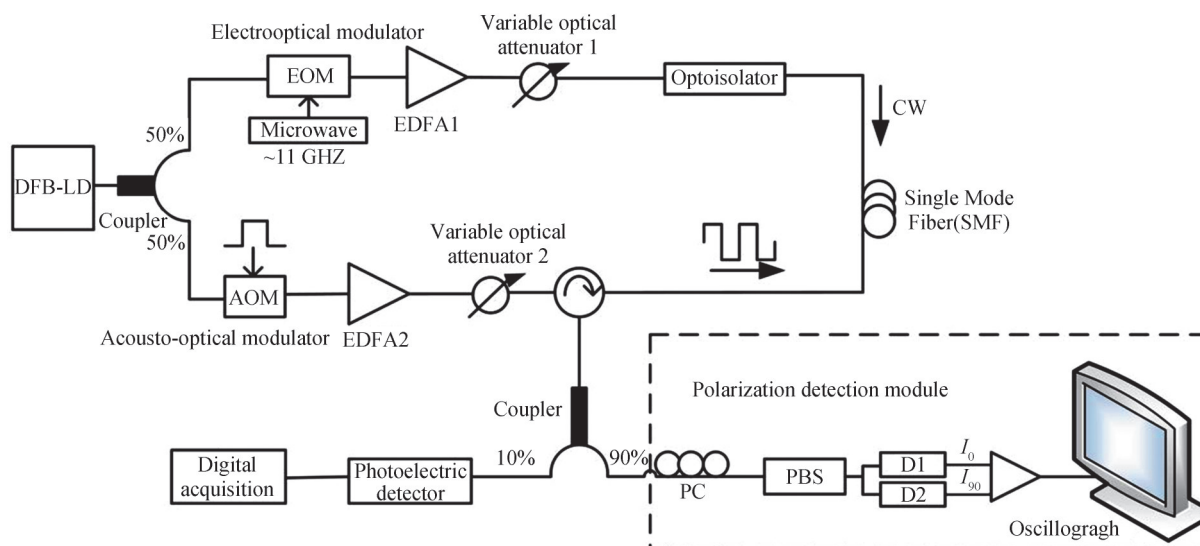 Electrooptical modulator
Variable optical
attenuator 1
EOM
Optoisolator
EDFA1
CW
Microwave
~11 GHZ
50%
DFB-LD
Coupler
50%
Single Mode
Fiber(SMF)
Variable optical
attenuator 2
AOM
Acousto-optical modulator
EDFA2
Polarization detection module
Coupler
10%
90%
Digital
acquisition
Photoelectric
detector
PC
PBS
D1
D2
I0
I90
Oscillogragh